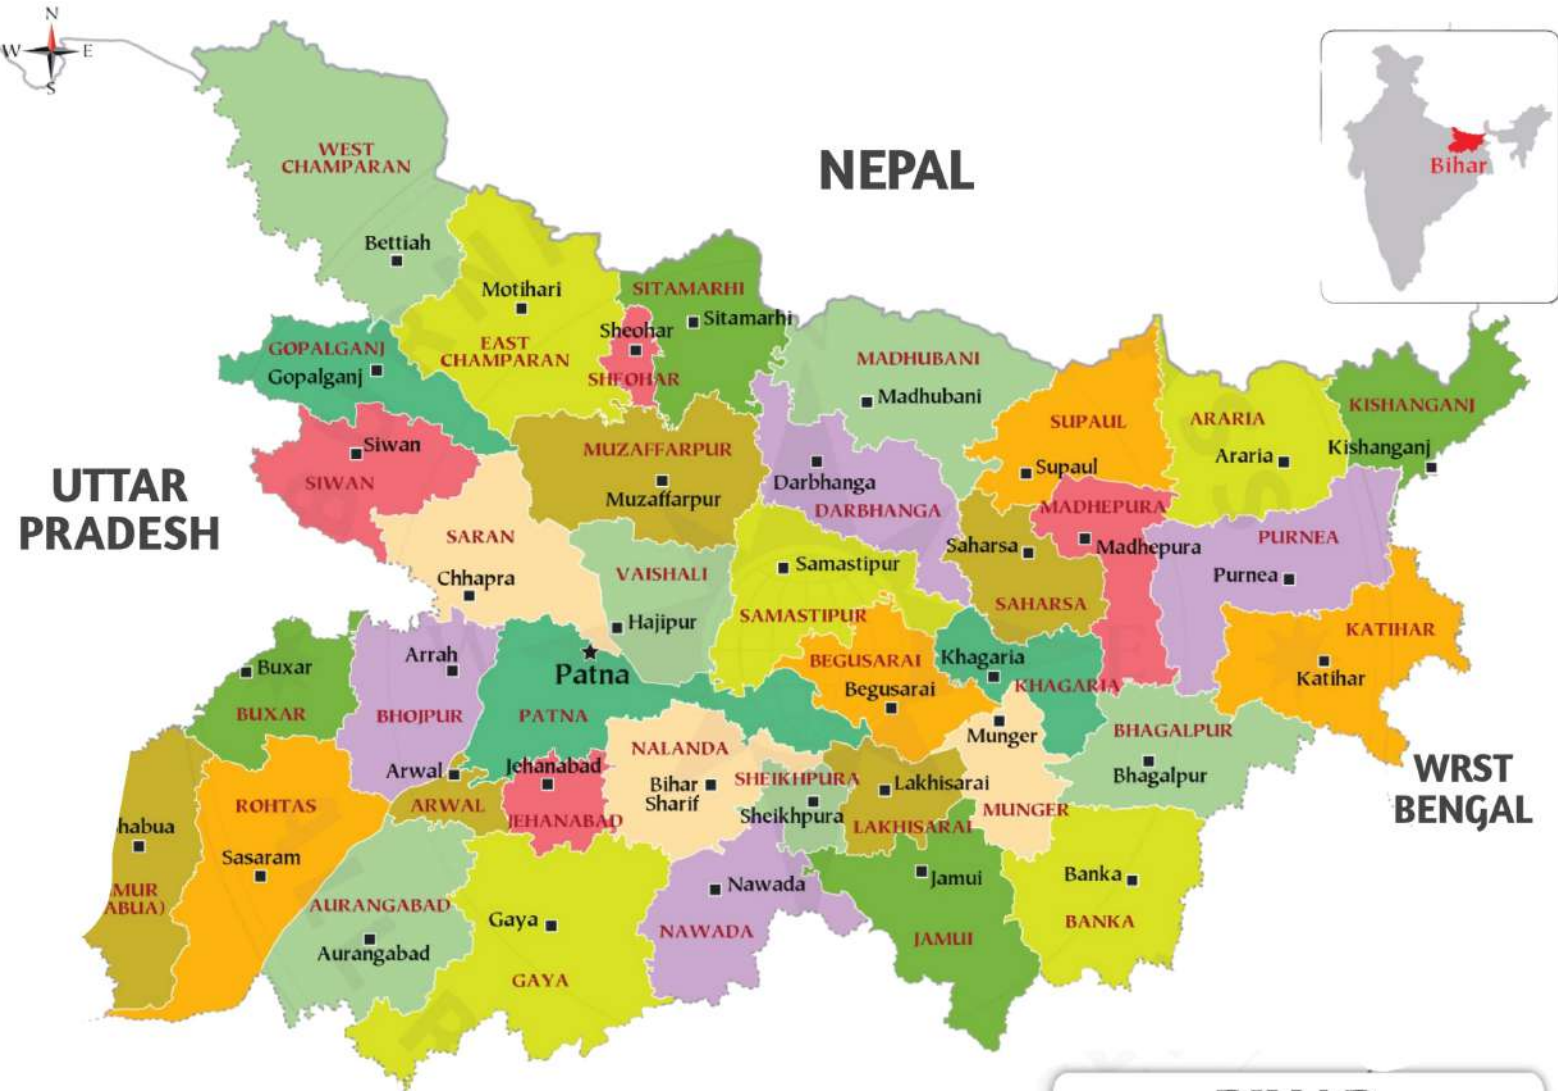 N
W E
S
NEPAL
Bihar
WEST
CHAMPARAN
Bettiah
Motihari
EAST
CHAMPARAN
SITAMARHI
Sitamarhi
Sheohar
SHEOHAR
GOPALGANJ
Gopalganj
MADHUBANI
Madhubani
SUPAUL
Supaul
ARARIA
Araria
KISHANGANJ
Kishanganj
Siwan
SIWAN
MUZAFFARPUR
Muzaffarpur
Darbhanga
DARBHANGA
UTTAR
PRADESH
SARAN
Chhapra
VAISHALI
Hajipur
Samastipur
SAMASTIPUR
MADHEPURA
Madhepura
Saharsa
SAHARSA
PURNEA
Purnea
KATIHAR
Katihar
Buxar
BUXAR
Arrah
BHOJPUR
Patna
PATNA
BEGUSARAI
Begusarai
Khagaria
KHAGARIA
Munger
MUNGER
BHAGALPUR
Bhagalpur
WRST
BENGAL
Arwal
ARWAL
Jehanabad
JEHANABAD
NALANDA
Bihar
Sharif
SHEIKHPURA
Sheikhpura
Lakhisarai
LAKHISARAI
ROHTAS
Sasaram
habua
MUR
ABUA)
AURANGABAD
Aurangabad
Gaya
GAYA
Nawada
NAWADA
Jamui
JAMUI
Banka
BANKA